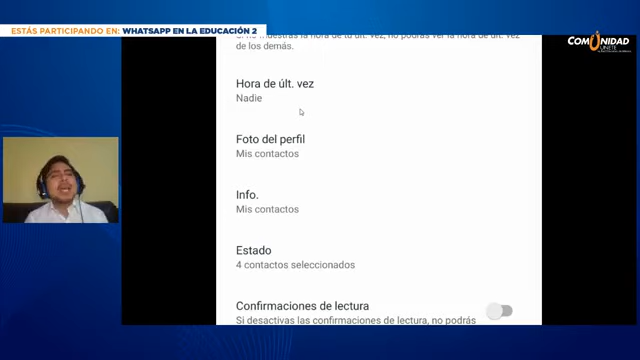 ESTÁS PARTICIPANDO EN: WHATSAPP EN LA EDUCACIÓN 2
COMUNIDAD
UNETE
de los demás.
Hora de últ. vez
Nadie
Foto del perfil
Mis contactos
Info.
Mis contactos
Estado
4 contactos seleccionados
Confirmaciones de lectura
Si desactivas las confirmaciones de lectura, no podrás